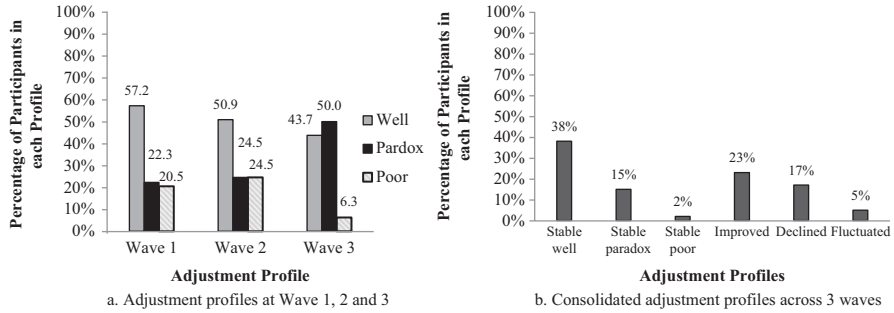 Percentage of Participants in
each Profile
100%
90%
80%
70%
60%
50%
40%
30%
20%
10%
0%
57.2
22.3
20.5
50.9
24.5
24.5
43.7
50.0
6.3
Well
Pardox
Poor
Wave 1 Wave 2 Wave 3
Adjustment Profile
a. Adjustment profiles at Wave 1, 2 and 3
Percentage of Participants in
each Profile
100%
90%
80%
70%
60%
50%
40%
30%
20%
10%
0%
38%
15%
2%
23%
17%
5%
Stable
well
Stable
paradox
Stable
poor
Improved
Declined
Fluctuated
Adjustment Profiles
b. Consolidated adjustment profiles across 3 waves